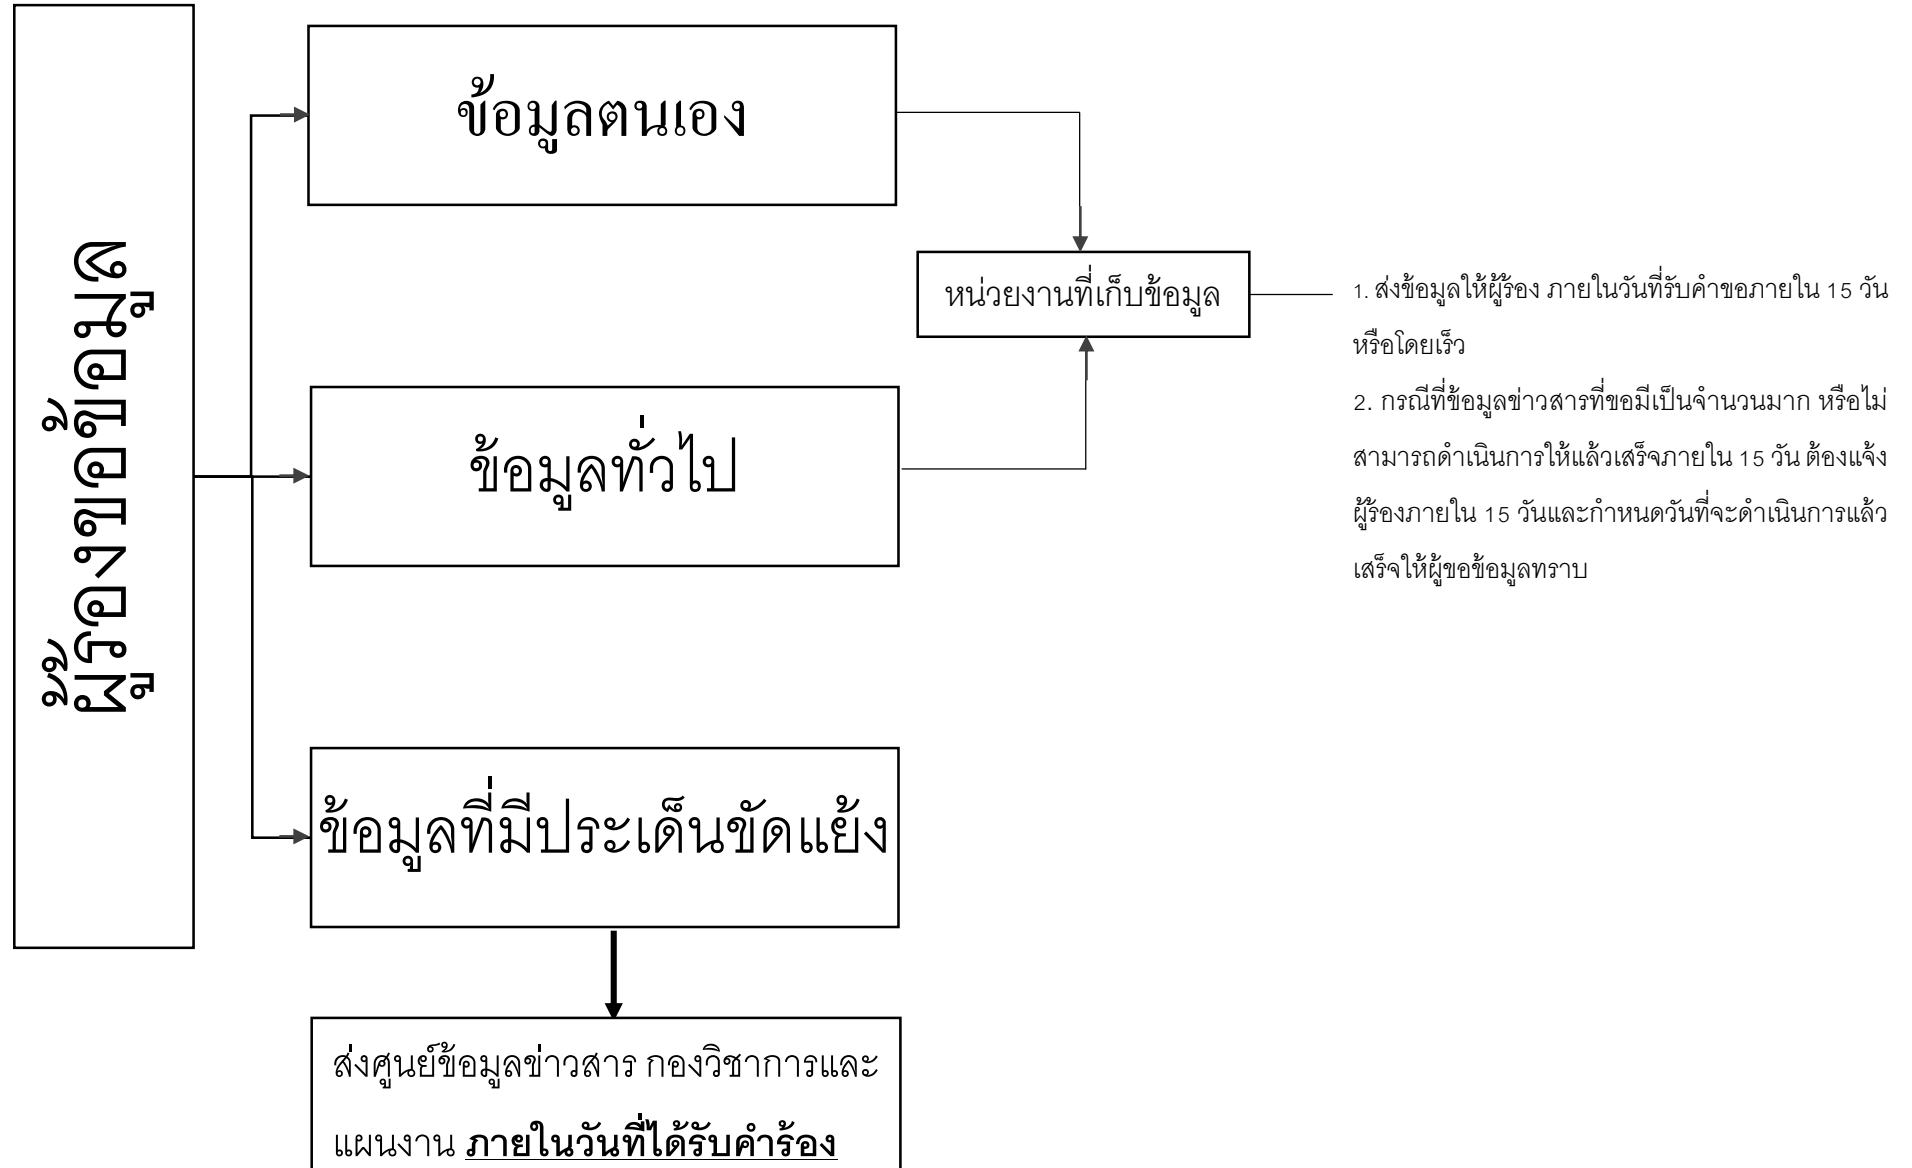 ผู้ร้องขอข้อมูล
ข้อมูลตนเอง
หน่วยงานที่เก็บข้อมูล
1. ส่งข้อมูลให้ผู้ร้อง ภายในวันที่รับคำขอภายใน 15 วัน
หรือโดยเร็ว
2. กรณีที่ข้อมูลข่าวสารที่ขอมีเป็นจำนวนมาก หรือไม่
สามารถดำเนินการให้แล้วเสร็จภายใน 15 วัน ต้องแจ้ง
ผู้ร้องภายใน 15 วันและกำหนดวันที่จะดำเนินการแล้ว
เสร็จให้ผู้ขอข้อมูลทราบ
ข้อมูลทั่วไป
ข้อมูลที่มีประเด็นขัดแย้ง
ส่งศูนย์ข้อมูลข่าวสาร กองวิชาการและ
แผนงาน ภายในวันที่ได้รับคำร้อง